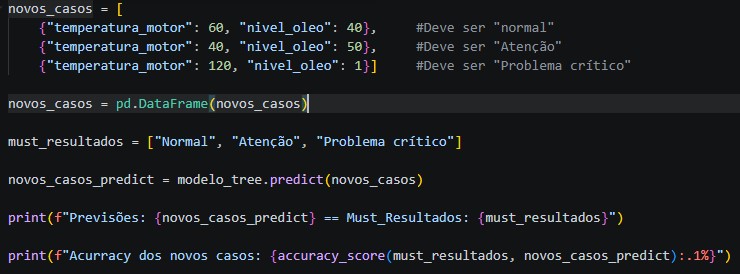 novos_casos = [
    {"temperatura_motor": 60, "nivel_oleo": 40},     #Deve ser "normal"
    {"temperatura_motor": 40, "nivel_oleo": 50},     #Deve ser "Atenção"
    {"temperatura_motor": 120, "nivel_oleo": 1}]     #Deve ser "Problema crítico"
novos_casos = pd.DataFrame(novos_casos)
must_resultados = ["Normal", "Atenção", "Problema crítico"]
novos_casos_predict = modelo_tree.predict(novos_casos)
print(f"Previsões: {novos_casos_predict} == Must_Resultados: {must_resultados}")
print(f"Acurracy dos novos casos: {accuracy_score(must_resultados, novos_casos_predict):.1%}")